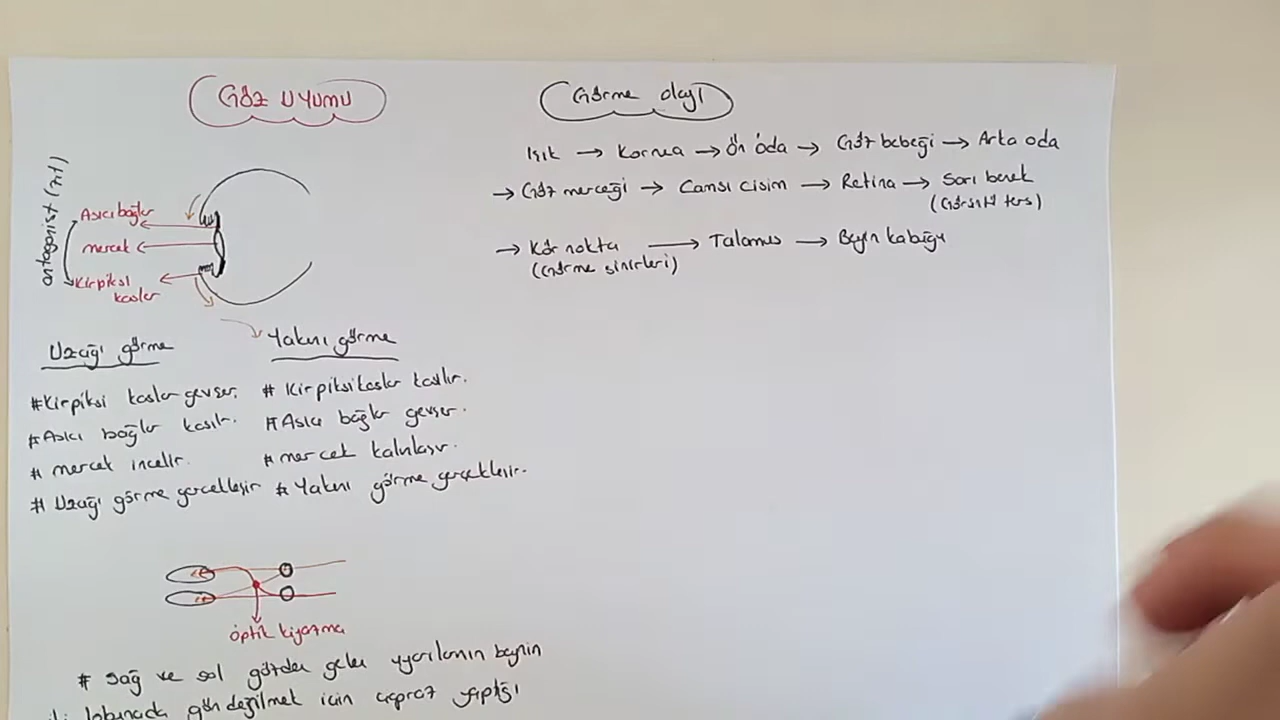 GÖZ UYUMU
antagonist (zıt)
Asıcı bağlar
mercek
Kirpiksi
kaslar
Uzağı görme
#Kirpiksi kaslar gevşer.
#Asıcı bağlar kasılır.
# mercek incelir.
# Uzağı görme gerçekleşir
Yakını görme
# Kirpiksi kaslar kasılır.
# Asıcı bağlar gevşer.
# mercek kalınlaşır.
# Yakını görme gerçekleşir.
optik kiyazma
# Sağ ve sol gözden gelen uyarıların beynin
lobunada gönderilmek için çapraz yaptığı
Görme olayı
Işık → Kornea → Ön oda → Göz bebeği → Arka oda
→ Göz merceği → Camsı cisim → Retina → Sarı benek
(Görüntü ters)
→ Kör nokta → Talamus → Beyin kabuğu
(Görme sinirleri)